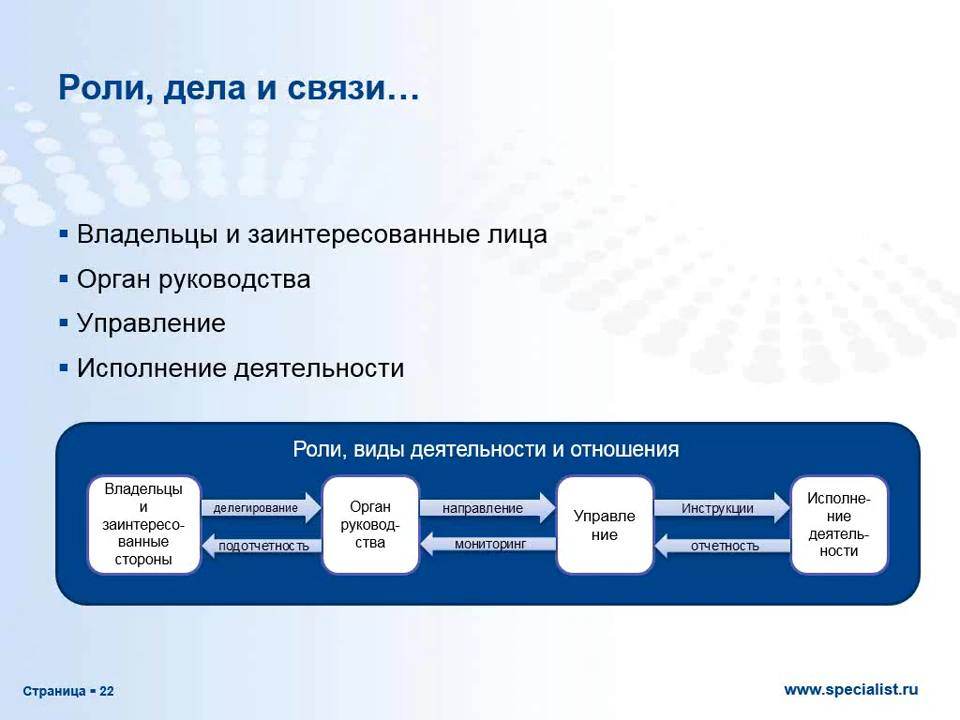 Роли, дела и связи…
Владельцы и заинтересованные лица
Орган руководства
Управление
Исполнение деятельности
Роли, виды деятельности и отношения
Владельцы
и
заинтересо-
ванные
стороны
делегирование
подотчетность
Орган
руковод-
ства
направление
мониторинг
Управле
ние
Инструкции
отчетность
Исполне-
ние
деятель-
ности
Страница ▪ 22
www.specialist.ru